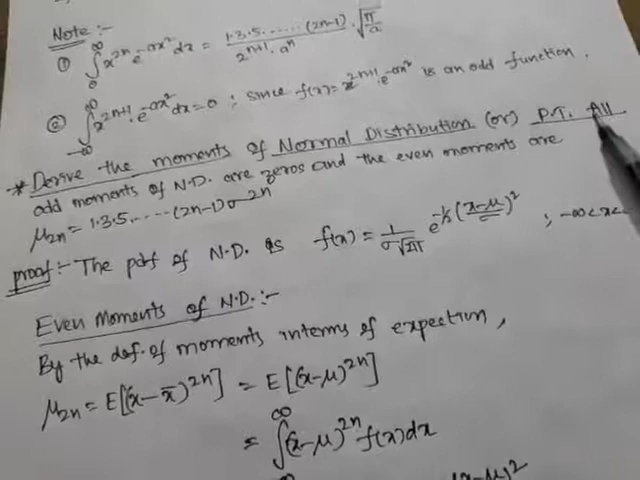 Note :-
① ∫₀^∞ x^{2n} e^{-ax²} dx = 1·3·5······(2n-1) / 2^{n+1}·a^n · √(π/a)
② ∫_{-∞}^∞ x^{2n+1}·e^{-ax²} dx = 0 ; since f(x) = x^{2n+1}·e^{-ax²} is an odd function.
* Derive the moments of Normal Distribution (or) P.T. All
odd moments of N.D. are zeros and the even moments are
μ_{2n} = 1·3·5·····(2n-1) σ^{2n}
proof :- The pdf of N.D. is f(x) = 1/(σ√2π) e^{-½((x-μ)/σ)²} ; -∞<x<
Even Moments of N.D. :-
By the def. of moments interms of expection,
μ_{2n} = E[(x-x̄)^{2n}] = E[(x-μ)^{2n}]
= ∫^∞ (x-μ)^{2n} f(x) dx
(x-μ)²